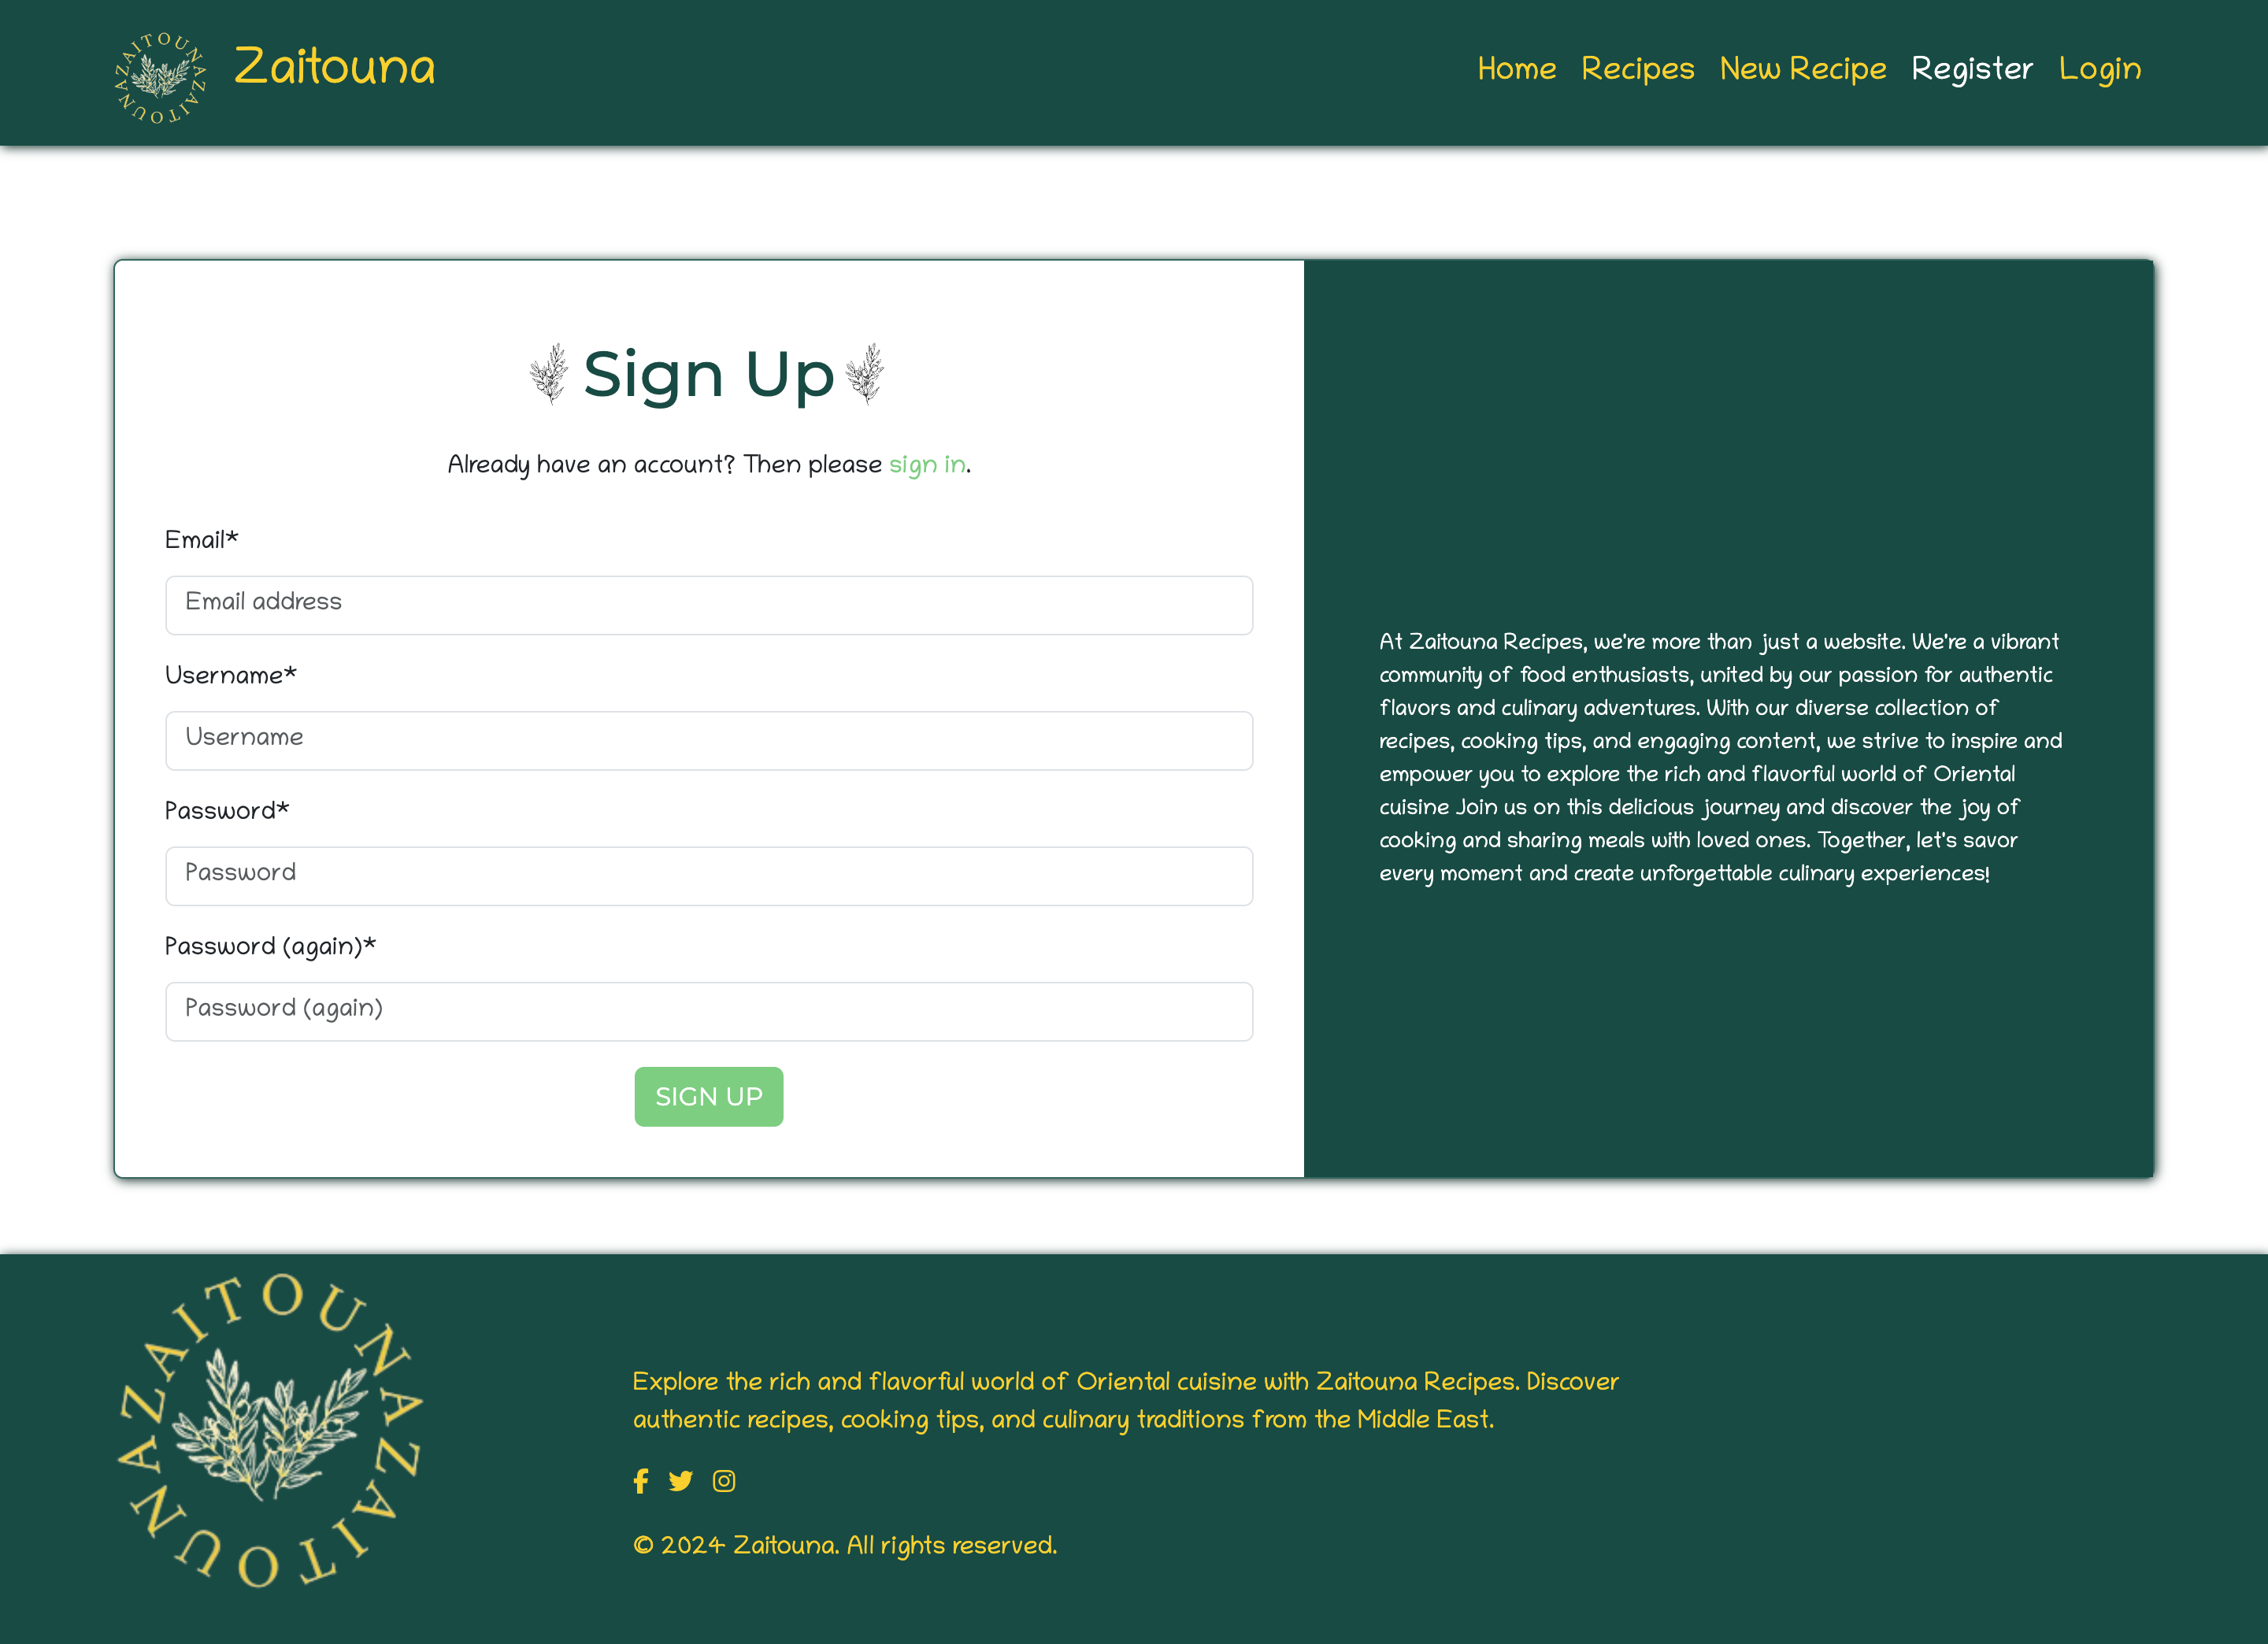 ZAITOUNAZAITOUNA
Zaitouna
Home Recipes New Recipe Register Login
Sign Up
Already have an account? Then please sign in.
Email*
Email address
Username*
Username
Password*
Password
Password (again)*
Password (again)
SIGN UP
At Zaitouna Recipes, we're more than just a website. We're a vibrant
community of food enthusiasts, united by our passion for authentic
flavors and culinary adventures. With our diverse collection of
recipes, cooking tips, and engaging content, we strive to inspire and
empower you to explore the rich and flavorful world of Oriental
cuisine Join us on this delicious journey and discover the joy of
cooking and sharing meals with loved ones. Together, let's savor
every moment and create unforgettable culinary experiences!
ZAITOUNAZAITOUNA
Explore the rich and flavorful world of Oriental cuisine with Zaitouna Recipes. Discover
authentic recipes, cooking tips, and culinary traditions from the Middle East.
© 2024 Zaitouna. All rights reserved.